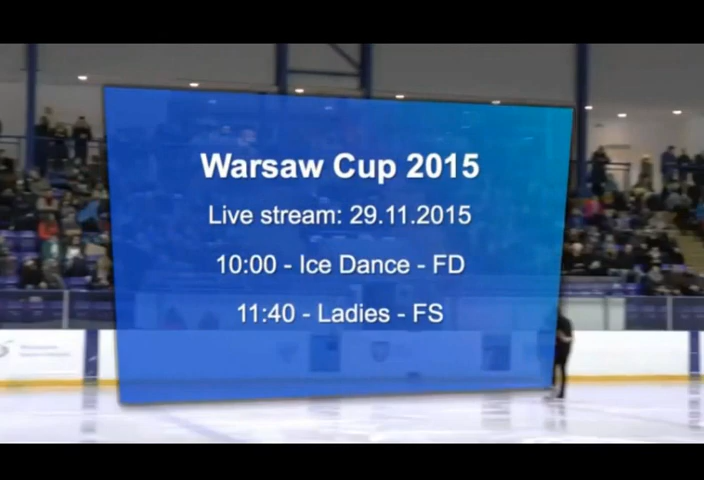 Warsaw Cup 2015
Live stream: 29.11.2015
10:00 - Ice Dance - FD
11:40 - Ladies - FS